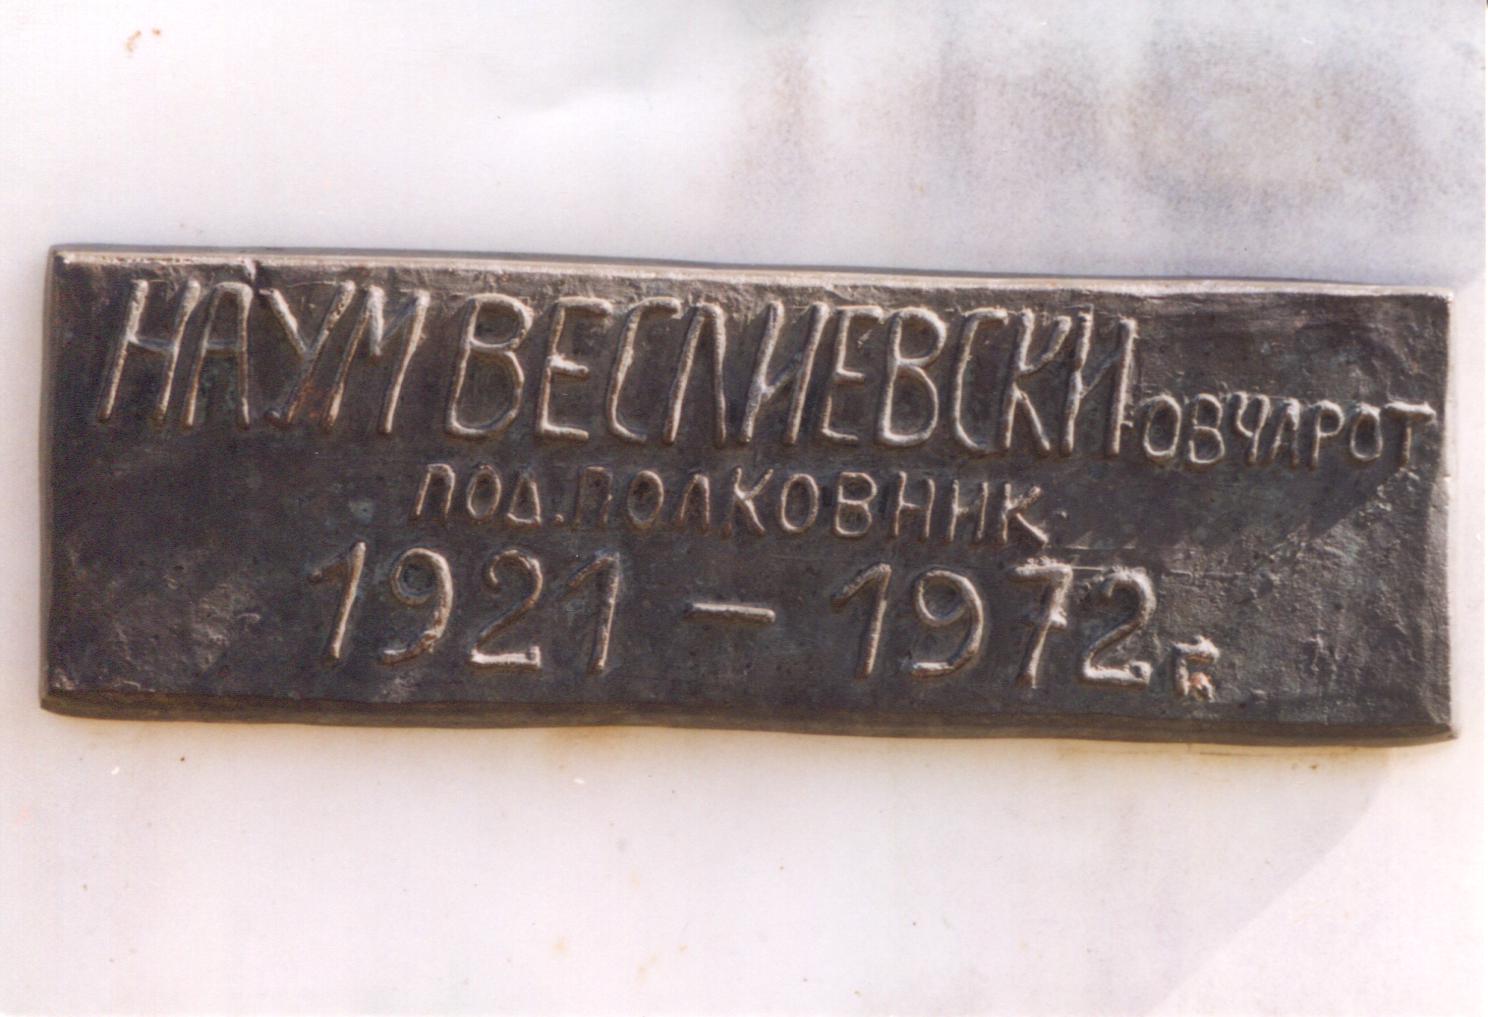 НАУМ ВЕСЛИЕВСКИ-ОВЧАРОТ
ПОД.ПОЛКОВНИК
1921 – 1972 г.